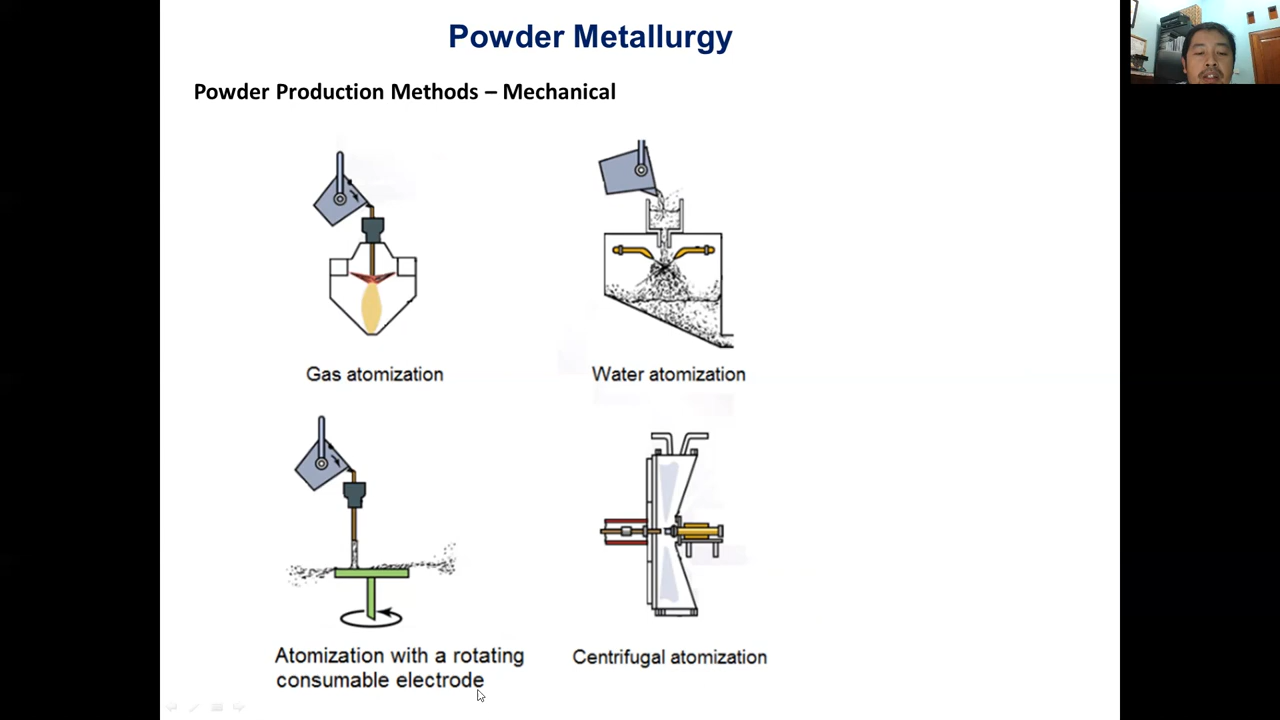 Powder Metallurgy
Powder Production Methods – Mechanical
Gas atomization
Water atomization
Atomization with a rotating
consumable electrode
Centrifugal atomization